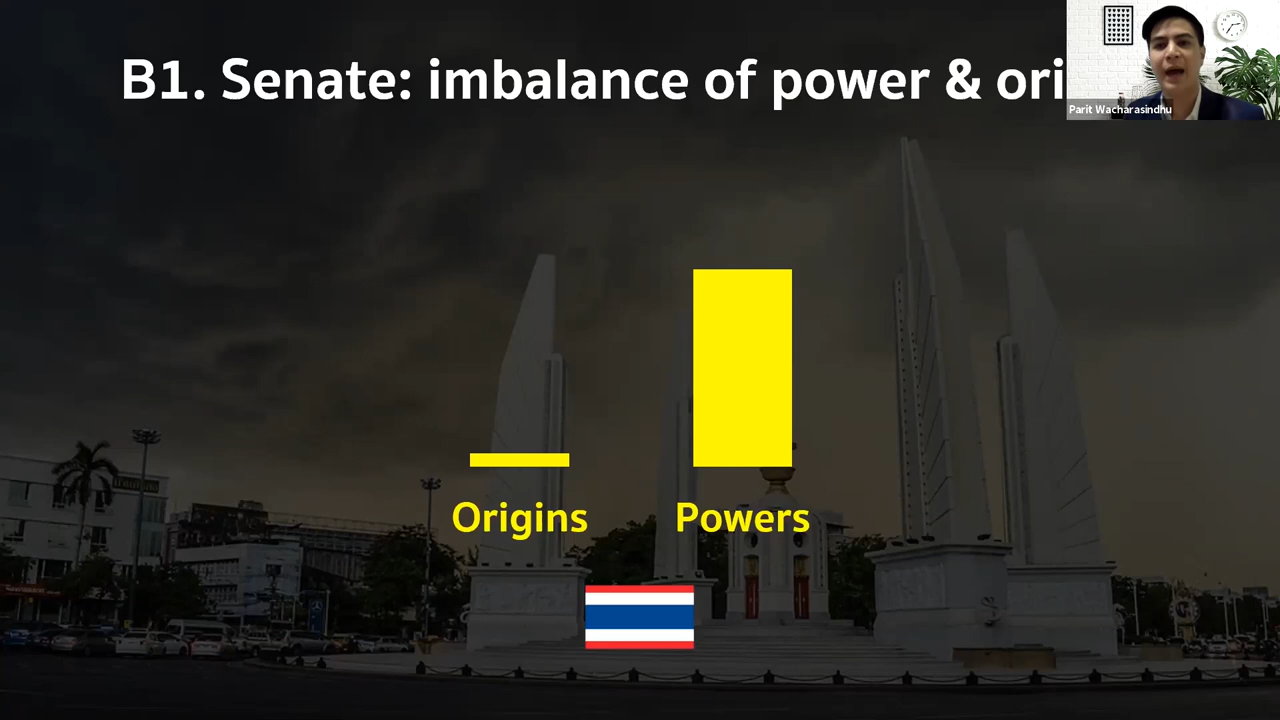 B1. Senate: imbalance of power & ori
Parit Wacharasindhu
Origins
Powers